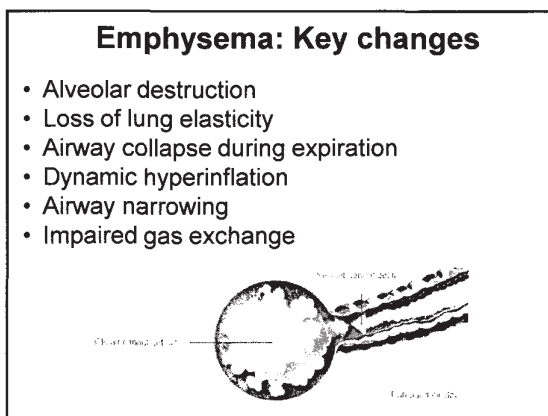 Emphysema: Key changes
• Alveolar destruction
• Loss of lung elasticity
• Airway collapse during expiration
• Dynamic hyperinflation
• Airway narrowing
• Impaired gas exchange